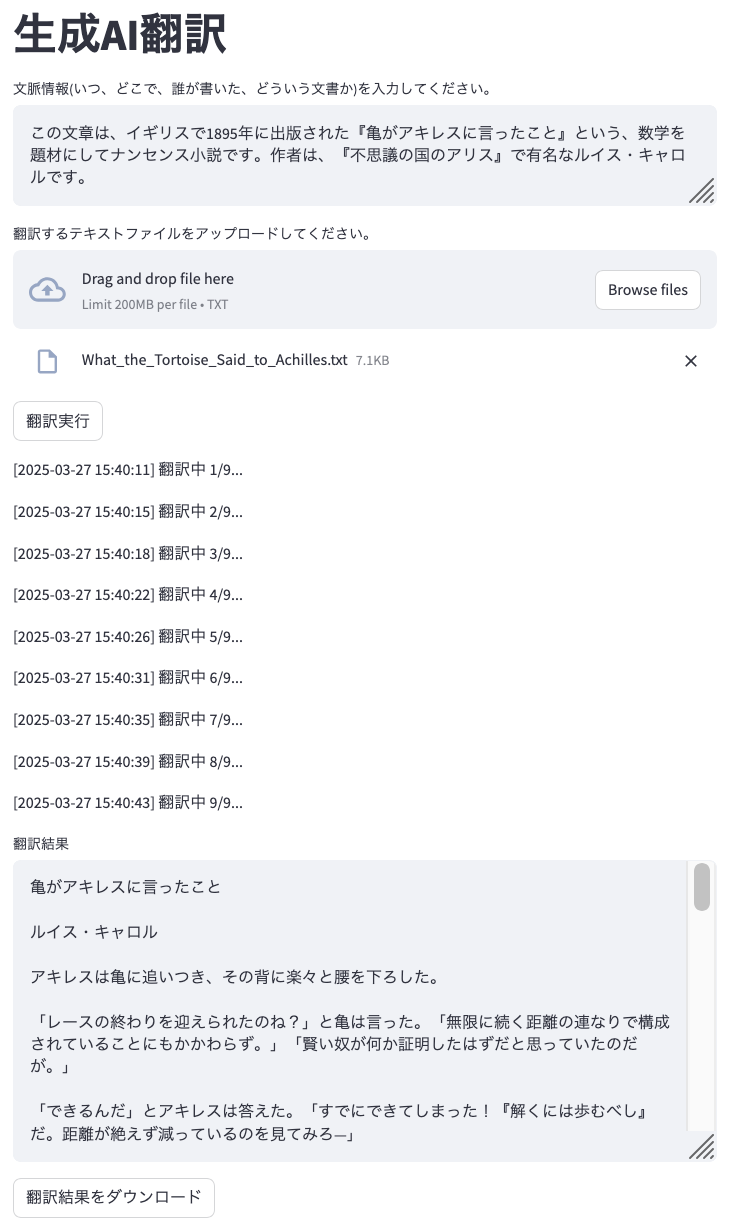 生成AI翻訳
文脈情報(いつ、どこで、誰が書いた、どういう文書か)を入力してください。
この文章は、イギリスで1895年に出版された『亀がアキレスに言ったこと』という、数学を
題材にしてナンセンス小説です。作者は、『不思議の国のアリス』で有名なルイス・キャロ
ルです。
翻訳するテキストファイルをアップロードしてください。
Drag and drop file here
Limit 200MB per file • TXT
Browse files
What_the_Tortoise_Said_to_Achilles.txt 7.1KB
翻訳実行
[2025-03-27 15:40:11] 翻訳中 1/9...
[2025-03-27 15:40:15] 翻訳中 2/9...
[2025-03-27 15:40:18] 翻訳中 3/9...
[2025-03-27 15:40:22] 翻訳中 4/9...
[2025-03-27 15:40:26] 翻訳中 5/9...
[2025-03-27 15:40:31] 翻訳中 6/9...
[2025-03-27 15:40:35] 翻訳中 7/9...
[2025-03-27 15:40:39] 翻訳中 8/9...
[2025-03-27 15:40:43] 翻訳中 9/9...
翻訳結果
亀がアキレスに言ったこと
ルイス・キャロル
アキレスは亀に追いつき、その背に楽々と腰を下ろした。
「レースの終わりを迎えられたのね？」と亀は言った。「無限に続く距離の連なりで構成
されていることにもかかわらず。」「賢い奴が何か証明したはずだと思っていたのだ
が。」
「できるんだ」とアキレスは答えた。「すでにできてしまった！『解くには歩むべし』
だ。距離が絶えず減っているのを見てみろ—」
翻訳結果をダウンロード